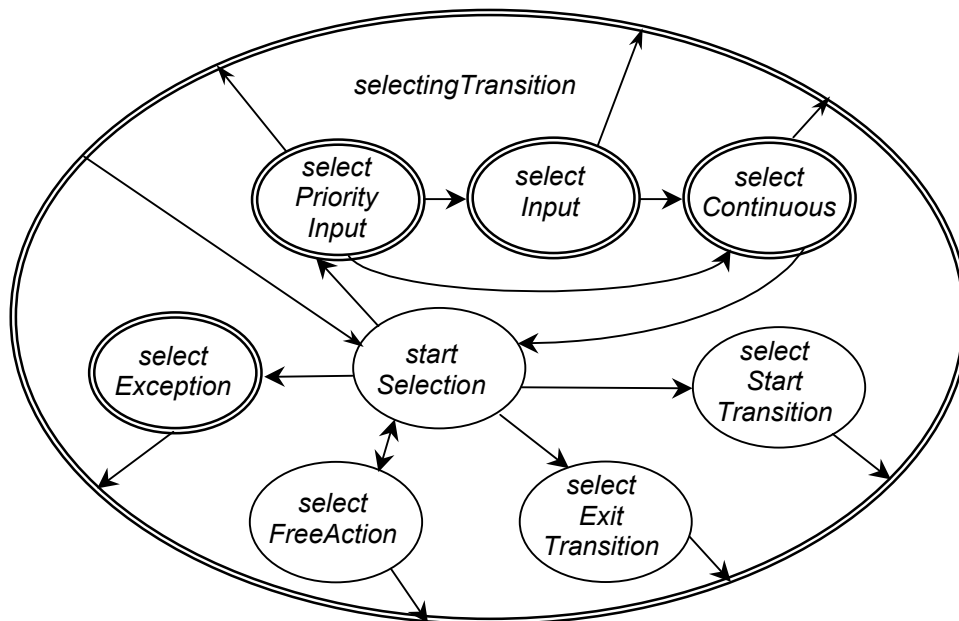 selectingTransition
select
Priority
Input
select
Input
select
Continuous
select
Exception
start
Selection
select
Start
Transition
select
FreeAction
select
Exit
Transition